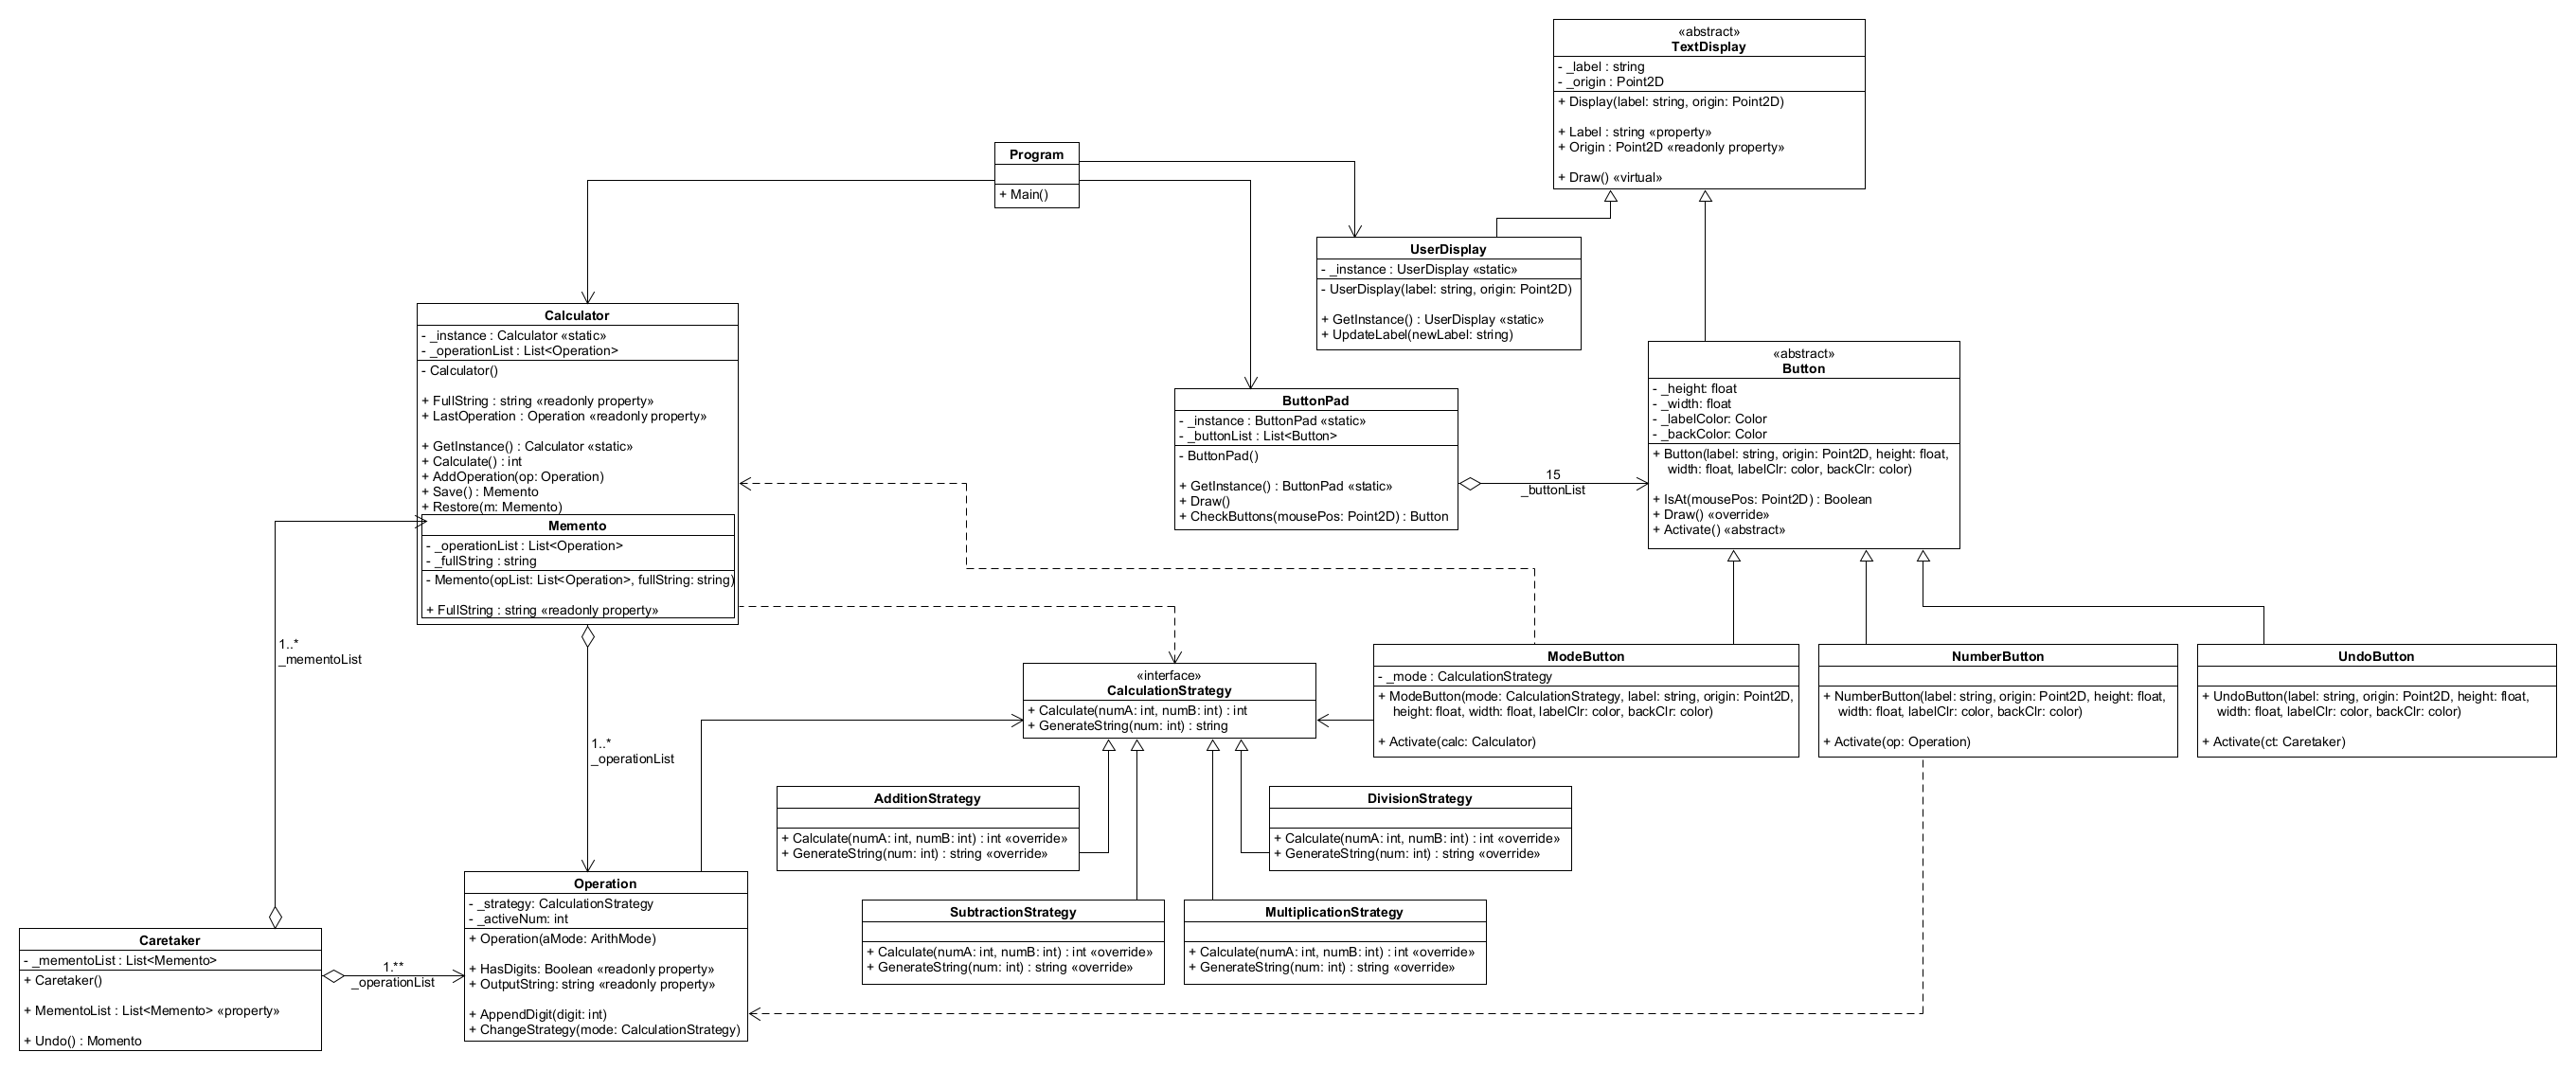 «abstract»
TextDisplay
- _label : string
- _origin : Point2D
+ Display(label: string, origin: Point2D)
+ Label : string «property»
+ Origin : Point2D «readonly property»
+ Draw() «virtual»
Program
+ Main()
UserDisplay
- _instance : UserDisplay «static»
- UserDisplay(label: string, origin: Point2D)
+ GetInstance() : UserDisplay «static»
+ UpdateLabel(newLabel: string)
Calculator
- _instance : Calculator «static»
- _operationList : List<Operation>
- Calculator()
+ FullString : string «readonly property»
+ LastOperation : Operation «readonly property»
+ GetInstance() : Calculator «static»
+ Calculate() : int
+ AddOperation(op: Operation)
+ Save() : Memento
+ Restore(m: Memento)
Memento
- _operationList : List<Operation>
- _fullString : string
- Memento(opList: List<Operation>, fullString: string)
+ FullString : string «readonly property»
ButtonPad
- _instance : ButtonPad «static»
- _buttonList : List<Button>
- ButtonPad()
+ GetInstance() : ButtonPad «static»
+ Draw()
+ CheckButtons(mousePos: Point2D) : Button
15
_buttonList
«abstract»
Button
- _height: float
- _width: float
- _labelColor: Color
- _backColor: Color
+ Button(label: string, origin: Point2D, height: float,
width: float, labelClr: color, backClr: color)
+ IsAt(mousePos: Point2D) : Boolean
+ Draw() «override»
+ Activate() «abstract»
1..*
_mementoList
«interface»
CalculationStrategy
+ Calculate(numA: int, numB: int) : int
+ GenerateString(num: int) : string
ModeButton
- _mode : CalculationStrategy
+ ModeButton(mode: CalculationStrategy, label: string, origin: Point2D,
height: float, width: float, labelClr: color, backClr: color)
+ Activate(calc: Calculator)
NumberButton
+ NumberButton(label: string, origin: Point2D, height: float,
width: float, labelClr: color, backClr: color)
+ Activate(op: Operation)
UndoButton
+ UndoButton(label: string, origin: Point2D, height: float,
width: float, labelClr: color, backClr: color)
+ Activate(ct: Caretaker)
1..*
_operationList
AdditionStrategy
+ Calculate(numA: int, numB: int) : int «override»
+ GenerateString(num: int) : string «override»
DivisionStrategy
+ Calculate(numA: int, numB: int) : int «override»
+ GenerateString(num: int) : string «override»
SubtractionStrategy
+ Calculate(numA: int, numB: int) : int «override»
+ GenerateString(num: int) : string «override»
MultiplicationStrategy
+ Calculate(numA: int, numB: int) : int «override»
+ GenerateString(num: int) : string «override»
Caretaker
- _mementoList : List<Memento>
+ Caretaker()
+ MementoList : List<Memento> «property»
+ Undo() : Momento
1.**
_operationList
Operation
- _strategy: CalculationStrategy
- _activeNum: int
+ Operation(aMode: ArithMode)
+ HasDigits: Boolean «readonly property»
+ OutputString: string «readonly property»
+ AppendDigit(digit: int)
+ ChangeStrategy(mode: CalculationStrategy)